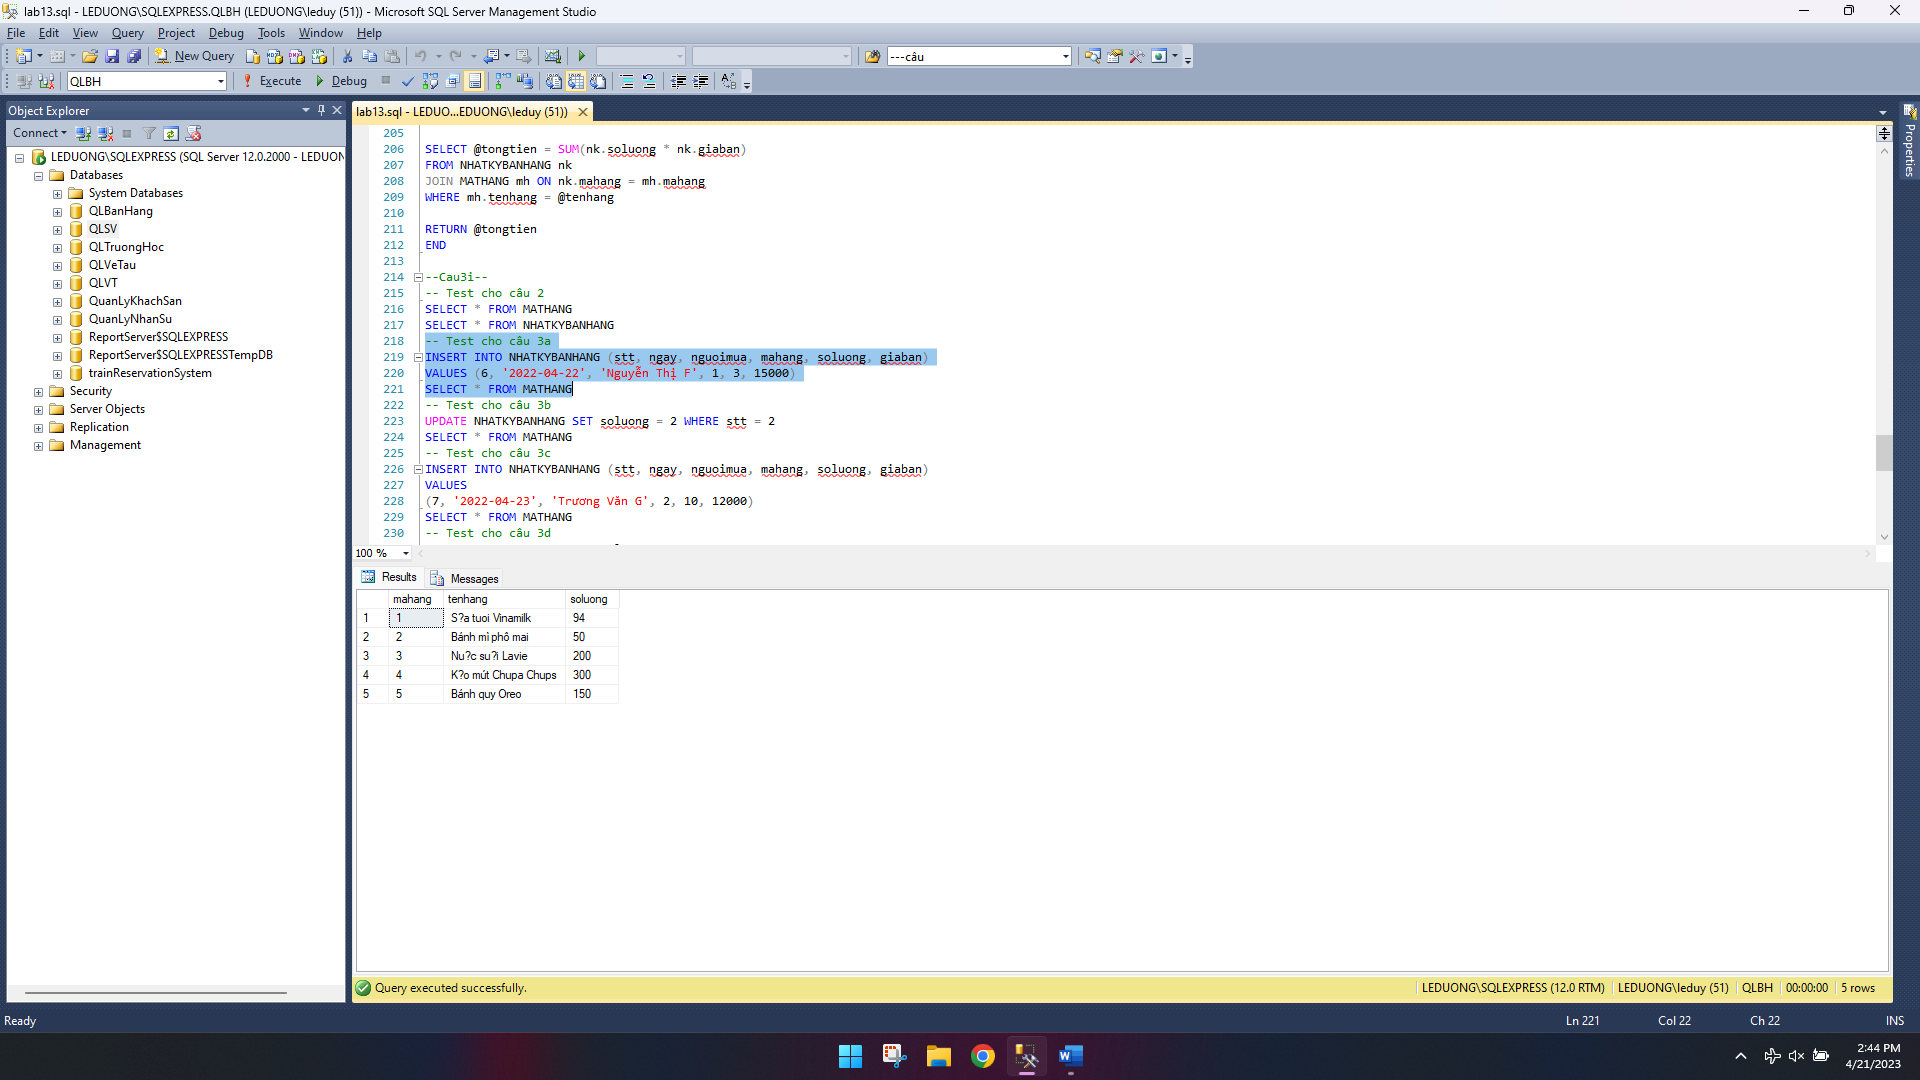 lab13.sql - LEDUONG\SQLEXPRESS.QLBH (LEDUONG\leduy (51)) - Microsoft SQL Server Management Studio
File Edit View Query Project Debug Tools Window Help
New Query ---câu
QLBH Execute Debug
Object Explorer
Connect
LEDUONG\SQLEXPRESS (SQL Server 12.0.2000 - LEDUON
Databases
System Databases
QLBanHang
QLSV
QLTruongHoc
QLVeTau
QLVT
QuanLyKhachSan
QuanLyNhanSu
ReportServer$SQLEXPRESS
ReportServer$SQLEXPRESSTempDB
trainReservationSystem
Security
Server Objects
Replication
Management
lab13.sql - LEDUO...EDUONG\leduy (51))
205
206 SELECT @tongtien = SUM(nk.soluong * nk.giaban)
207 FROM NHATKYBANHANG nk
208 JOIN MATHANG mh ON nk.mahang = mh.mahang
209 WHERE mh.tenhang = @tenhang
210
211 RETURN @tongtien
212 END
213
214 --Cau3i--
215 -- Test cho câu 2
216 SELECT * FROM MATHANG
217 SELECT * FROM NHATKYBANHANG
218 -- Test cho câu 3a
219 INSERT INTO NHATKYBANHANG (stt, ngay, nguoimua, mahang, soluong, giaban)
220 VALUES (6, '2022-04-22', 'Nguyễn Thị F', 1, 3, 15000)
221 SELECT * FROM MATHANG
222 -- Test cho câu 3b
223 UPDATE NHATKYBANHANG SET soluong = 2 WHERE stt = 2
224 SELECT * FROM MATHANG
225 -- Test cho câu 3c
226 INSERT INTO NHATKYBANHANG (stt, ngay, nguoimua, mahang, soluong, giaban)
227 VALUES
228 (7, '2022-04-23', 'Trương Văn G', 2, 10, 12000)
229 SELECT * FROM MATHANG
230 -- Test cho câu 3d
100 %
Results Messages
mahang tenhang soluong
1 1 S?a tuoi Vinamilk 94
2 2 Bánh mì phô mai 50
3 3 Nu?c su?i Lavie 200
4 4 K?o mút Chupa Chups 300
5 5 Bánh quy Oreo 150
Query executed successfully. LEDUONG\SQLEXPRESS (12.0 RTM) LEDUONG\leduy (51) QLBH 00:00:00 5 rows
Properties
Ready Ln 221 Col 22 Ch 22 INS
2:44 PM
4/21/2023